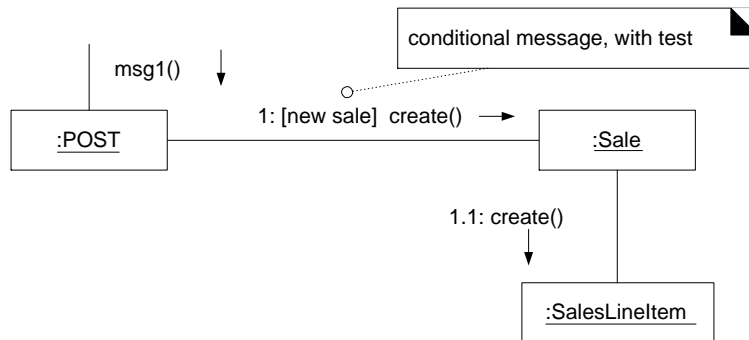 conditional message, with test
msg1()
1: [new sale] create()
:POST
:Sale
1.1: create()
:SalesLineItem